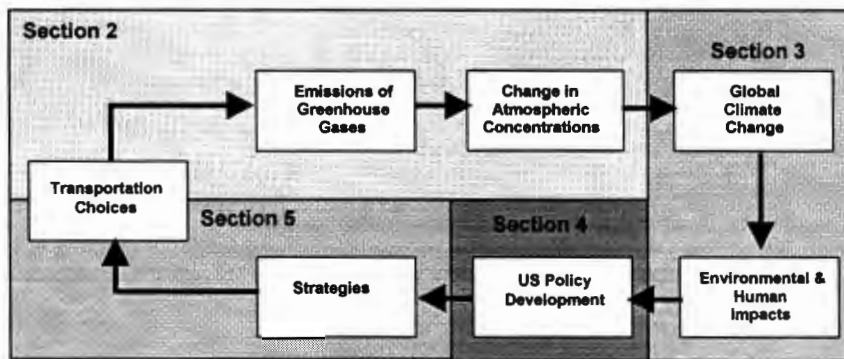 Section 2
Section 3
Emissions of
Greenhouse
Gases
Change in
Atmospheric
Concentrations
Global
Climate
Change
Transportation
Choices
Section 5
Section 4
Strategies
US Policy
Development
Environmental &
Human
Impacts